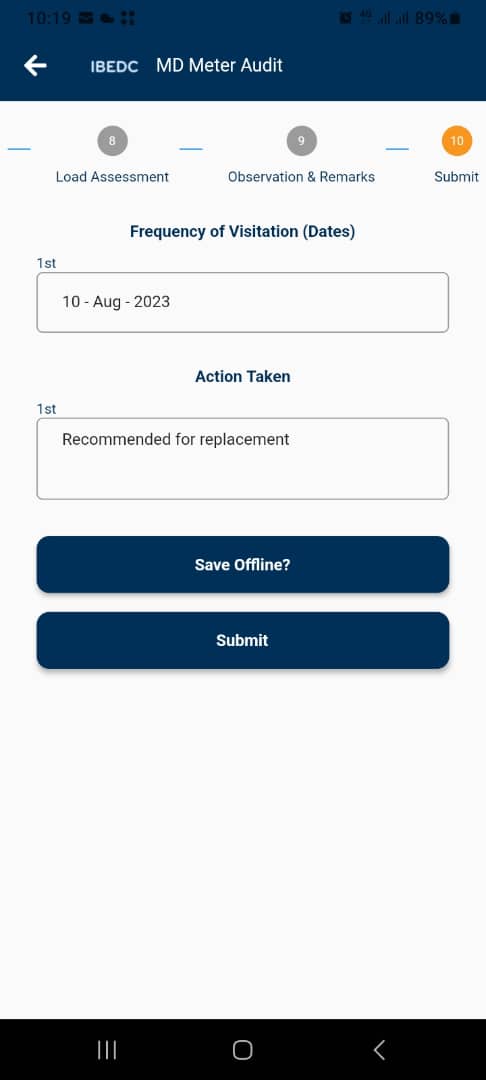 10:19 4G 89%
IBEDC MD Meter Audit
8 9 10
Load Assessment Observation & Remarks Submit
Frequency of Visitation (Dates)
1st
10 - Aug - 2023
Action Taken
1st
Recommended for replacement
Save Offline?
Submit